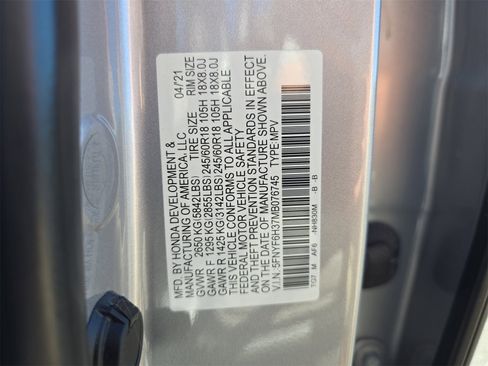 MFD. BY HONDA DEVELOPMENT & 04/'21
MANUFACTURING OF AMERICA, LLC
TIRE SIZE RIM SIZE
GVWR 2650 KG(5842LBS)
GAWR F 1295 KG(2855LBS)245/60R18 105H 18X8.0J
GAWR R 1425 KG(3142LBS)245/60R18 105H 18X8.0J
THIS VEHICLE CONFORMS TO ALL APPLICABLE
FEDERAL MOTOR VEHICLE SAFETY
AND THEFT PREVENTION STANDARDS IN EFFECT
ON THE DATE OF MANUFACTURE SHOWN ABOVE.
V.I.N.:5FNYF6H37MB076745 TYPE:MPV
AF6 -NH830M -B -B